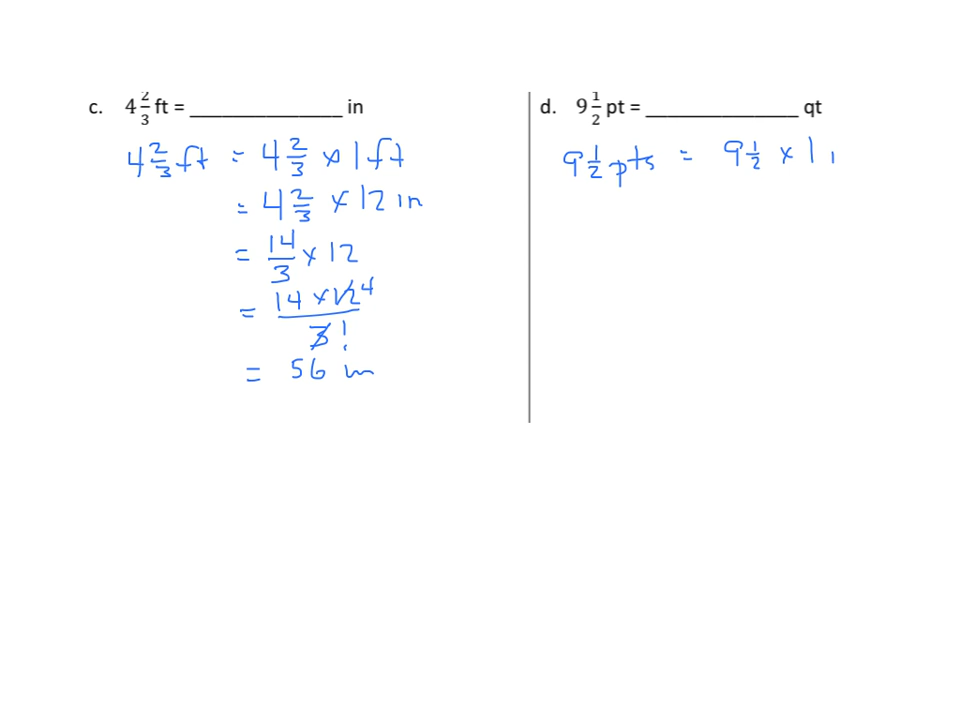 c. 4 2/3 ft = ______________ in
4 2/3 ft = 4 2/3 x 1 ft
= 4 2/3 x 12 in
= 14/3 x 12
= 14 x 12 4 / 3 1
= 56 in
d. 9 1/2 pt = ______________ qt
9 1/2 pts = 9 1/2 x 1